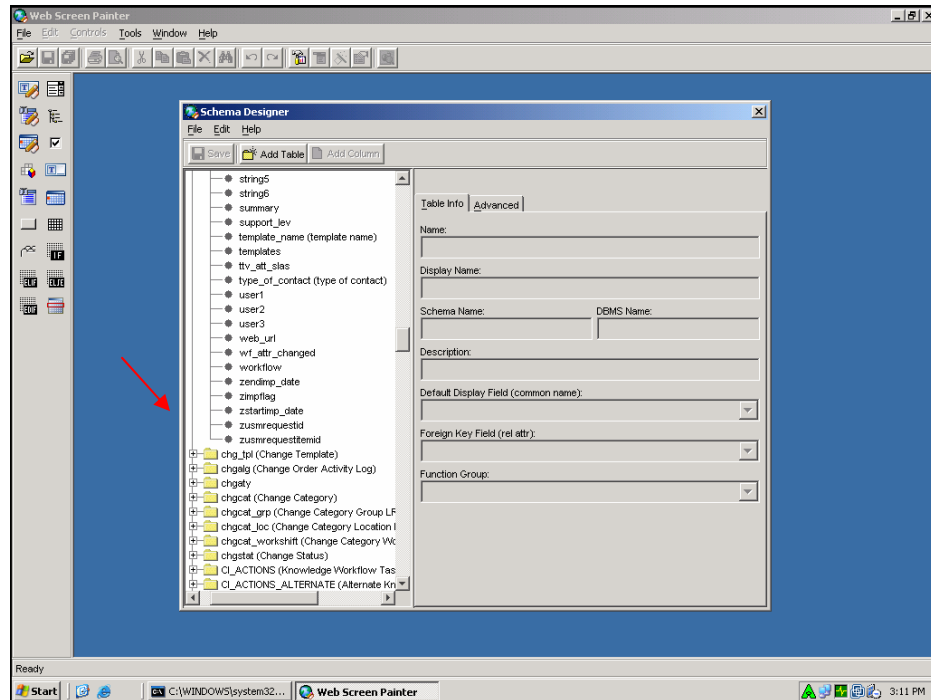 Web Screen Painter
File Edit Controls Tools Window Help
Schema Designer
File Edit Help
Save Add Table Add Column
string5
string6
summary
support_lev
template_name (template name)
templates
ttv_att_slas
type_of_contact (type of contact)
user1
user2
user3
web_url
wf_attr_changed
workflow
zendimp_date
zimpflag
zstartimp_date
zusmrequestid
zusmrequestitemid
chg_tpl (Change Template)
chgalg (Change Order Activity Log)
chgaty
chgcat (Change Category)
chgcat_grp (Change Category Group LR
chgcat_loc (Change Category Location
chgcat_workshift (Change Category Wo
chgstat (Change Status)
CI_ACTIONS (Knowledge Workflow Tas
CI_ACTIONS_ALTERNATE (Alternate Kn
Table Info Advanced
Name:
Display Name:
Schema Name: DBMS Name:
Description:
Default Display Field (common name):
Foreign Key Field (rel attr):
Function Group:
Ready
Start C:\WINDOWS\system32... Web Screen Painter 3:11 PM